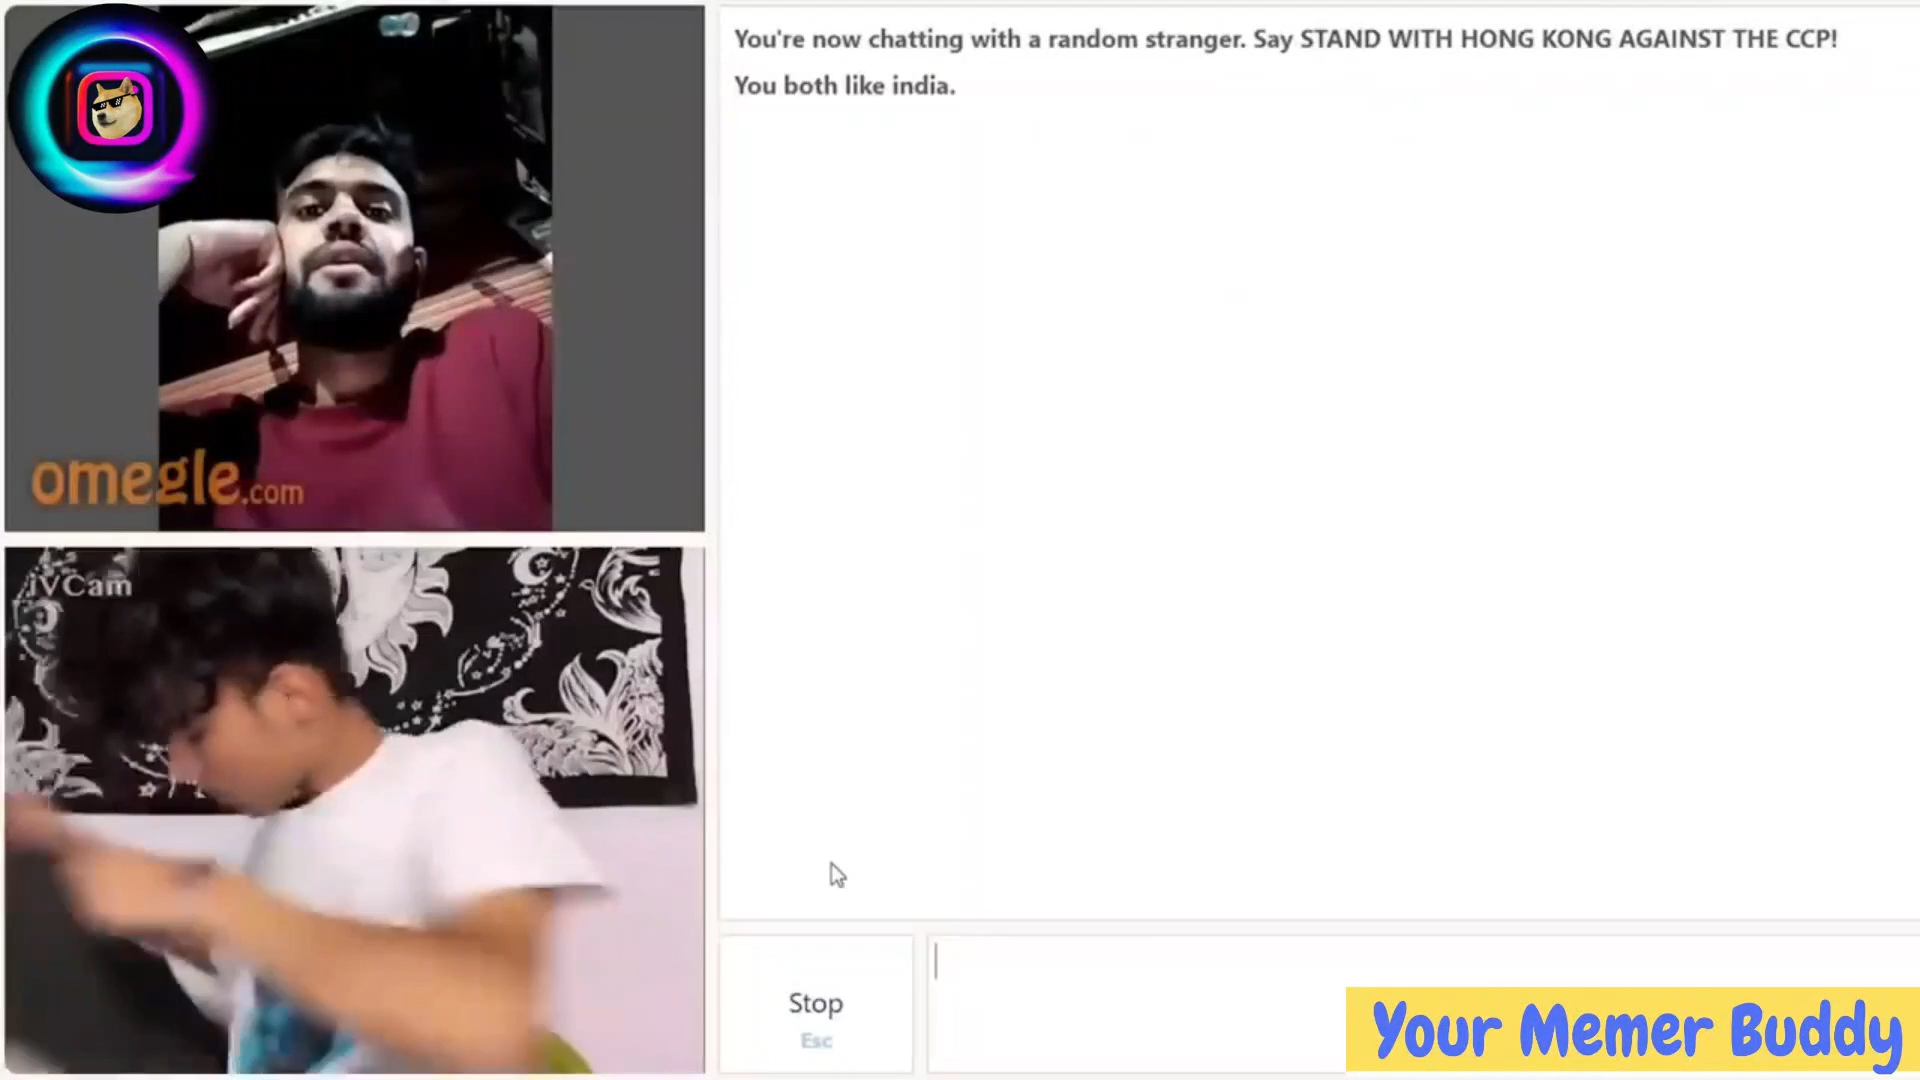 You're now chatting with a random stranger. Say STAND WITH HONG KONG AGAINST THE CCP!
You both like india.
omegle.com
iVCam
Stop
Esc
Your Memer Buddy